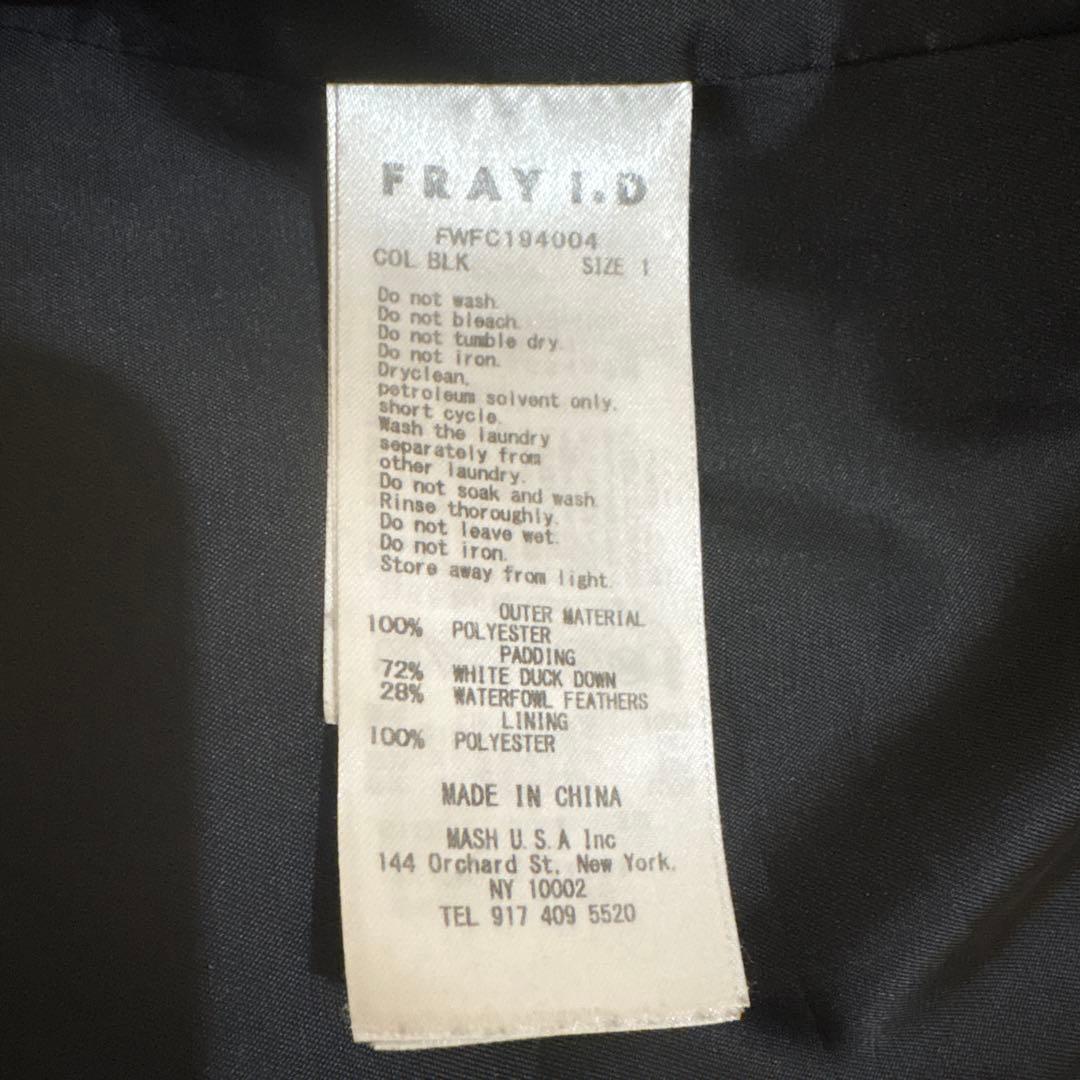 FRAY I.D
FWFC194004
COL BLK SIZE 1
Do not wash.
Do not bleach.
Do not tumble dry.
Do not iron.
Dryclean,
petroleum solvent only.
short cycle.
Wash the laundry
separately from
other laundry.
Do not soak and wash.
Rinse thoroughly.
Do not leave wet.
Do not iron.
Store away from light.
OUTER MATERIAL
100% POLYESTER
PADDING
72% WHITE DUCK DOWN
28% WATERFOWL FEATHERS
LINING
100% POLYESTER
MADE IN CHINA
MASH U.S.A Inc
144 Orchard St, New York.
NY 10002
TEL 917 409 5520